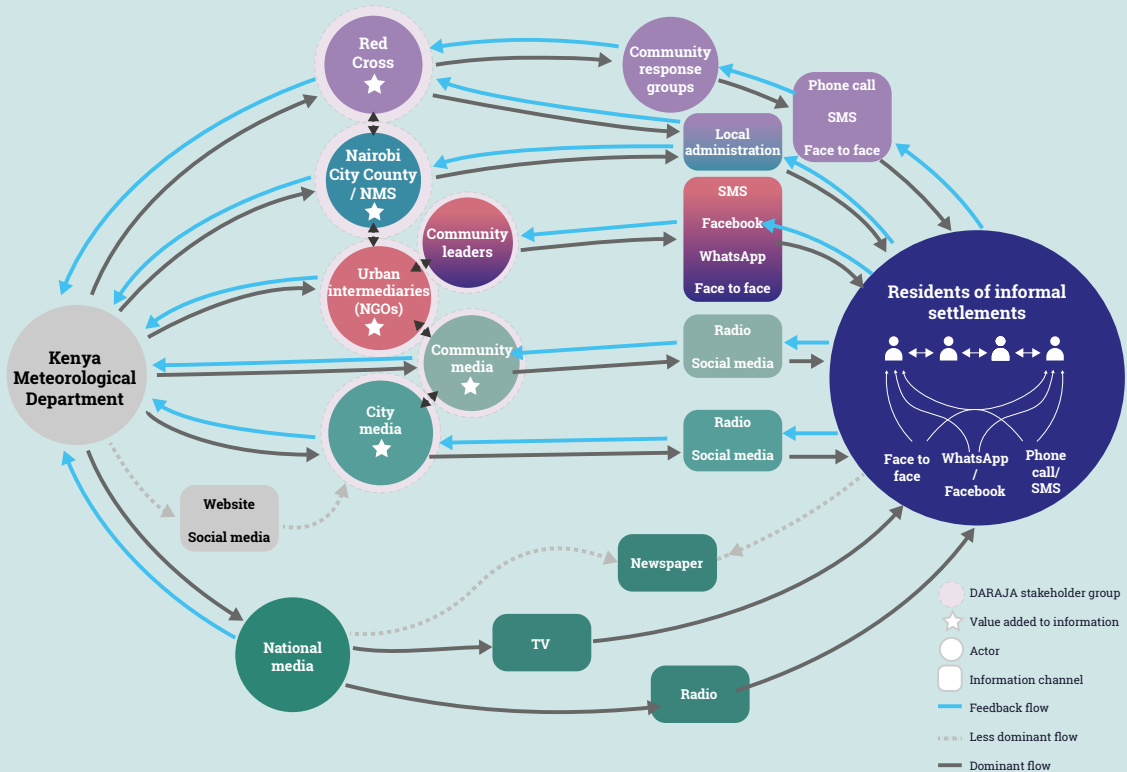 Red
Cross
Community
response
groups
Phone call
SMS
Face to face
Nairobi
City County
/ NMS
Local
administration
Community
leaders
SMS
Facebook
WhatsApp
Face to face
Urban
intermediaries
(NGOs)
Residents of informal
settlements
Kenya
Meteorological
Department
Community
media
Radio
Social media
City
media
Radio
Social media
Face to
face
WhatsApp
/
Facebook
Phone
call/
SMS
Website
Social media
Newspaper
National
media
TV
Radio
DARAJA stakeholder group
Value added to information
Actor
Information channel
Feedback flow
Less dominant flow
Dominant flow